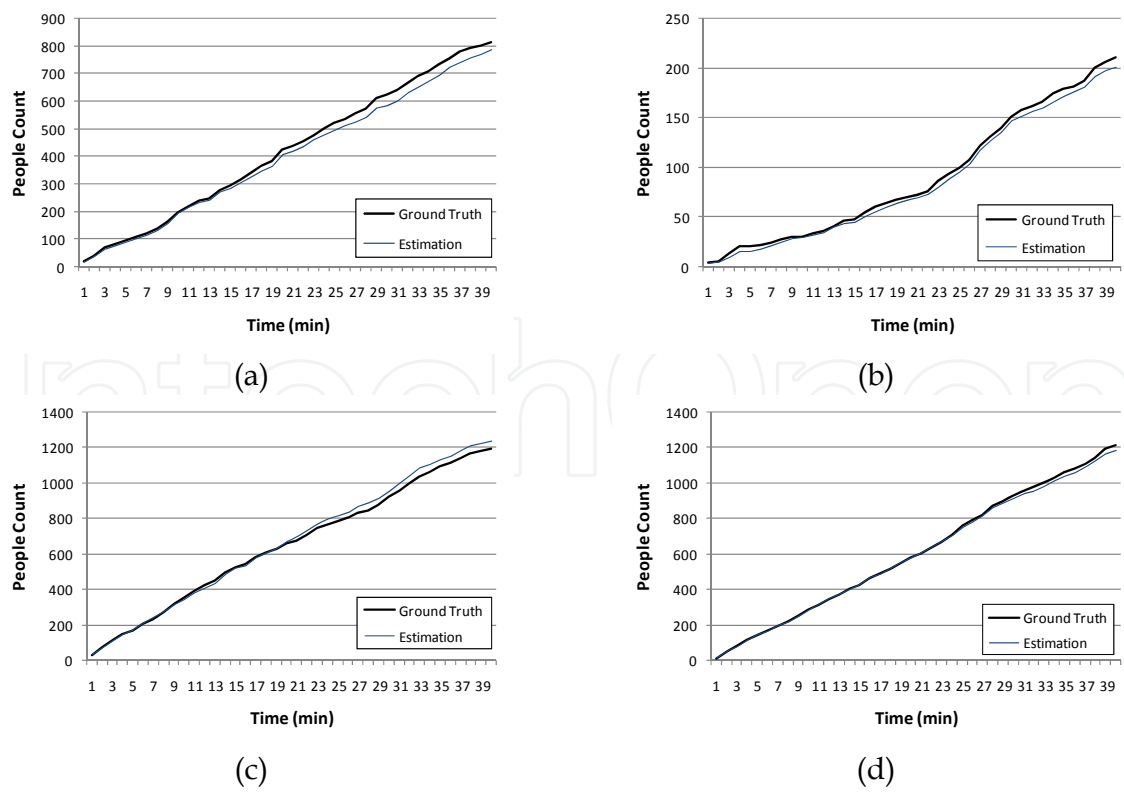 900
800
700
600
500
400
300
200
100
0
People Count
Ground Truth
Estimation
1 3 5 7 9 11 13 15 17 19 21 23 25 27 29 31 33 35 37 39
Time (min)
(a)
250
200
150
100
50
0
People Count
Ground Truth
Estimation
1 3 5 7 9 11 13 15 17 19 21 23 25 27 29 31 33 35 37 39
Time (min)
(b)
IntechOpen
1400
1200
1000
800
600
400
200
0
People Count
Ground Truth
Estimation
1 3 5 7 9 11 13 15 17 19 21 23 25 27 29 31 33 35 37 39
Time (min)
(c)
1400
1200
1000
800
600
400
200
0
People Count
Ground Truth
Estimation
1 3 5 7 9 11 13 15 17 19 21 23 25 27 29 31 33 35 37 39
Time (min)
(d)